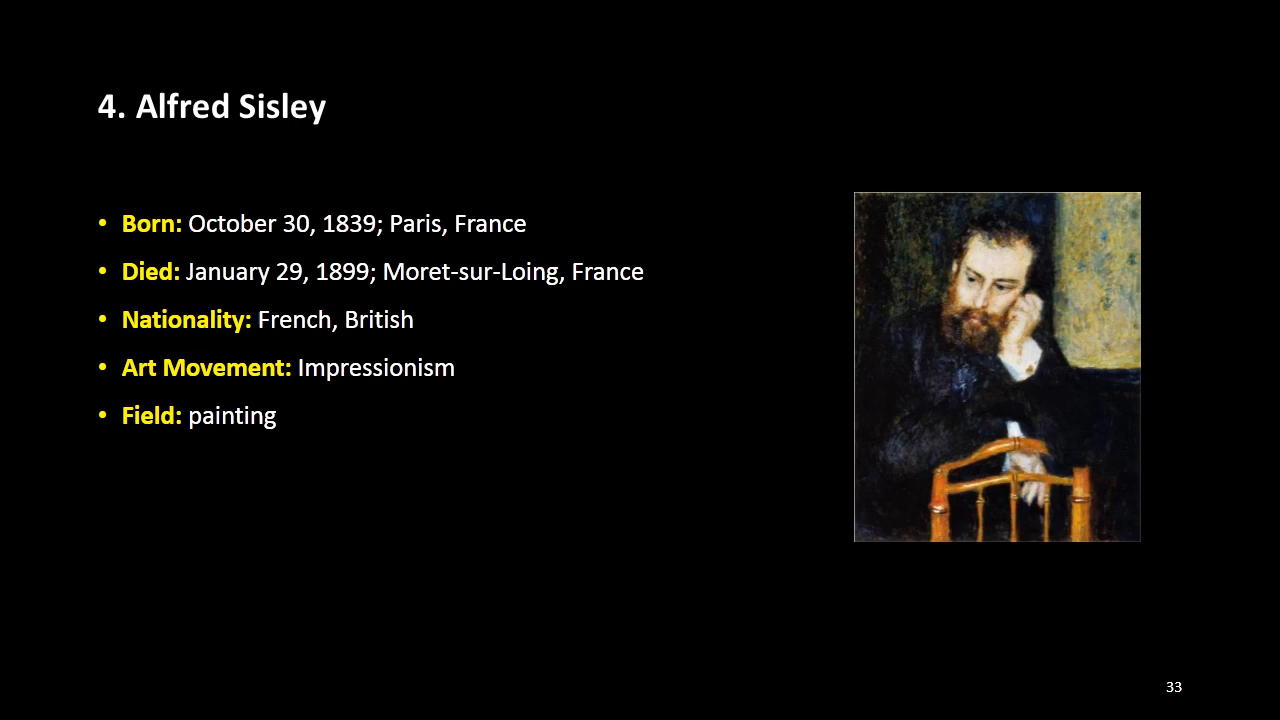 4. Alfred Sisley
• Born: October 30, 1839; Paris, France
• Died: January 29, 1899; Moret-sur-Loing, France
• Nationality: French, British
• Art Movement: Impressionism
• Field: painting
33